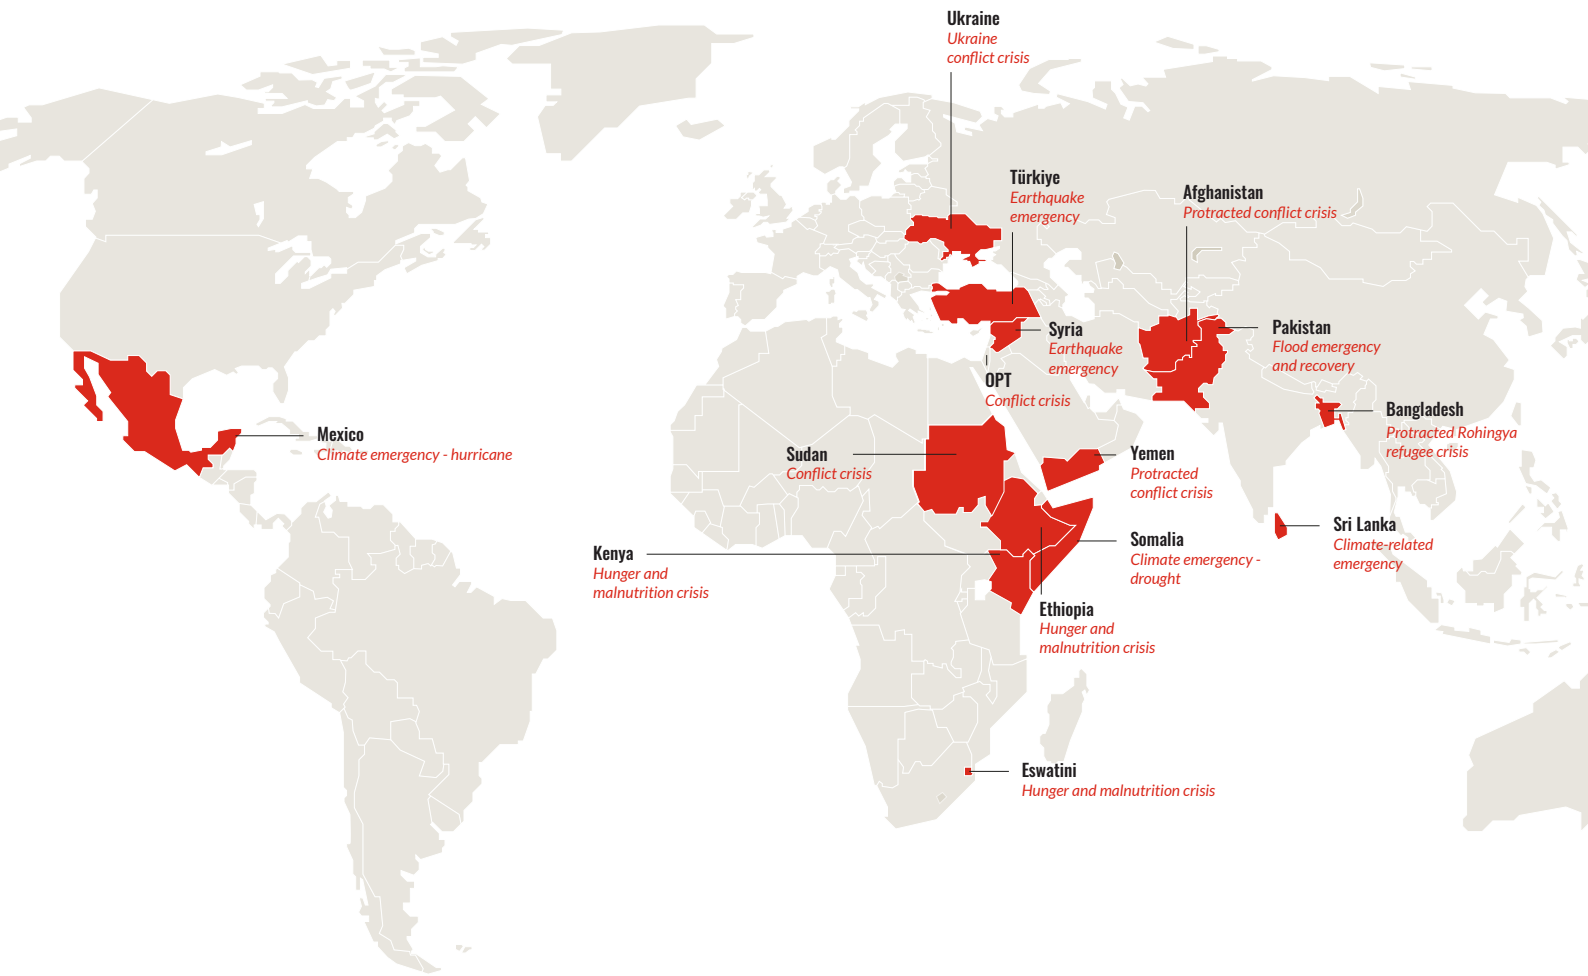 Ukraine
Ukraine
conflict crisis
Türkiye
Earthquake
emergency
Afghanistan
Protracted conflict crisis
Syria
Earthquake
emergency
Pakistan
Flood emergency
and recovery
OPT
Conflict crisis
Bangladesh
Protracted Rohingya
refugee crisis
Mexico
Climate emergency - hurricane
Sudan
Conflict crisis
Yemen
Protracted
conflict crisis
Sri Lanka
Climate-related
emergency
Somalia
Climate emergency -
drought
Kenya
Hunger and
malnutrition crisis
Ethiopia
Hunger and
malnutrition crisis
Eswatini
Hunger and malnutrition crisis